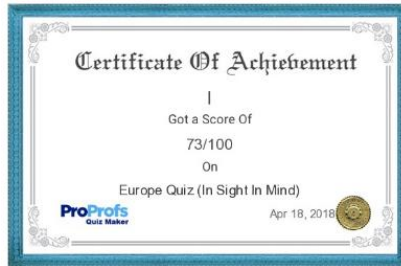 Certificate Of Achievement
I
Got a Score Of
73/100
On
Europe Quiz (In Sight In Mind)
ProProfs
Quiz Maker
Apr 18, 2018